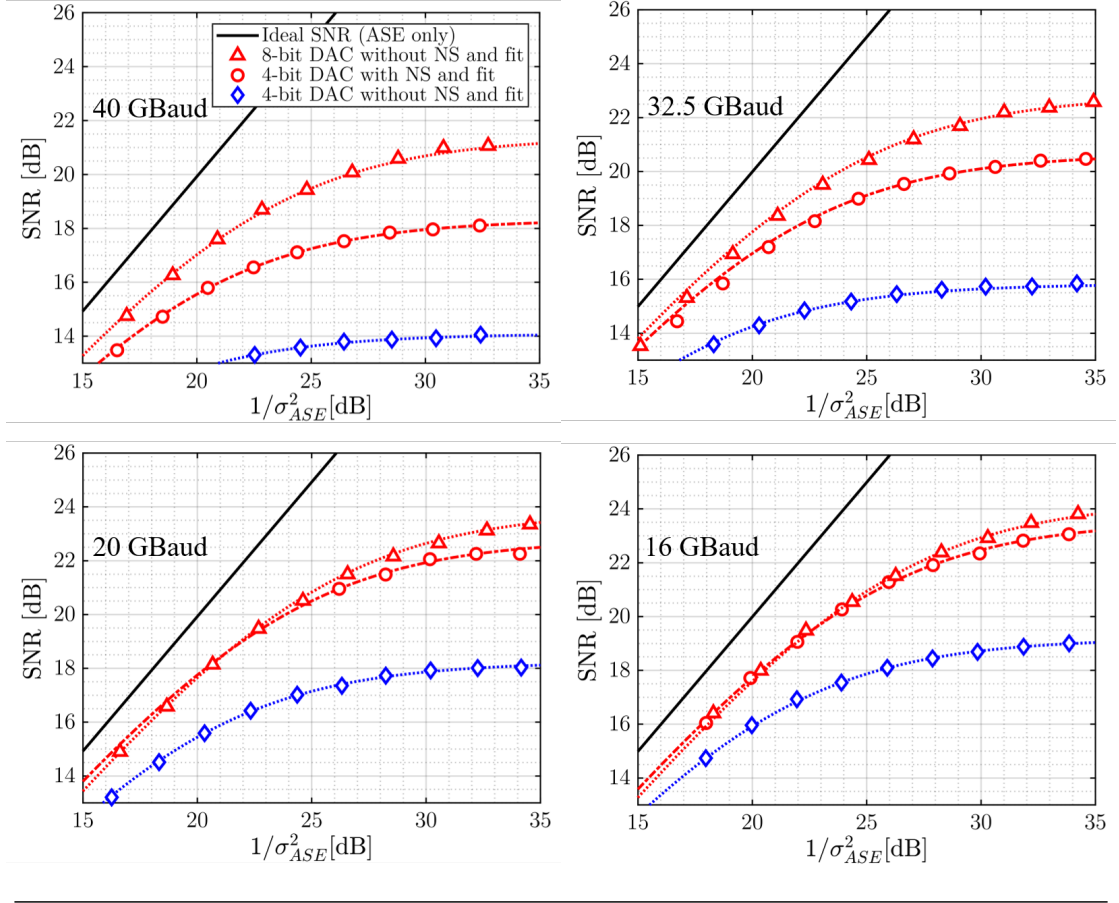 26
24
22
20
18
16
14
15 20 25 30 35
SNR [dB]
1/σ²_ASE[dB]
40 GBaud
Ideal SNR (ASE only)
8-bit DAC without NS and fit
4-bit DAC with NS and fit
4-bit DAC without NS and fit
26
24
22
20
18
16
14
15 20 25 30 35
SNR [dB]
1/σ²_ASE[dB]
32.5 GBaud
26
24
22
20
18
16
14
15 20 25 30 35
SNR [dB]
1/σ²_ASE[dB]
20 GBaud
26
24
22
20
18
16
14
15 20 25 30 35
SNR [dB]
1/σ²_ASE[dB]
16 GBaud